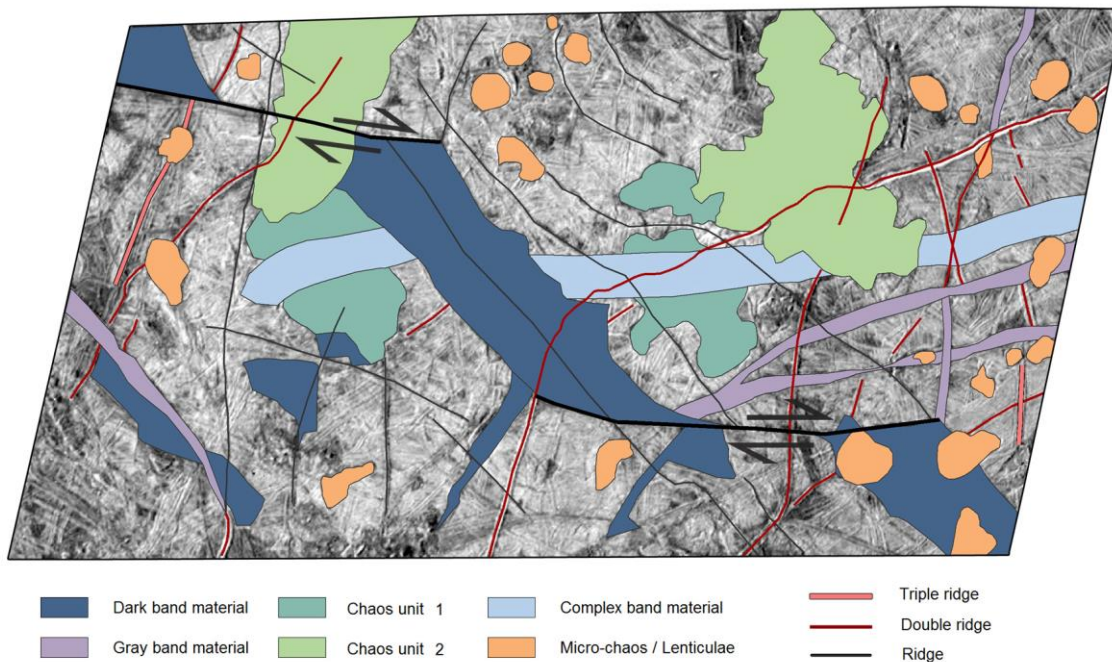 Dark band material
Chaos unit 1
Complex band material
Triple ridge
Double ridge
Gray band material
Chaos unit 2
Micro-chaos / Lenticulae
Ridge